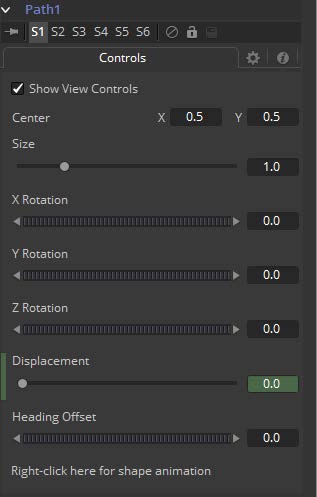 Path1
S1 S2 S3 S4 S5 S6
Controls
Show View Controls
Center X 0.5 Y 0.5
Size
1.0
X Rotation
0.0
Y Rotation
0.0
Z Rotation
0.0
Displacement
0.0
Heading Offset
0.0
Right-click here for shape animation